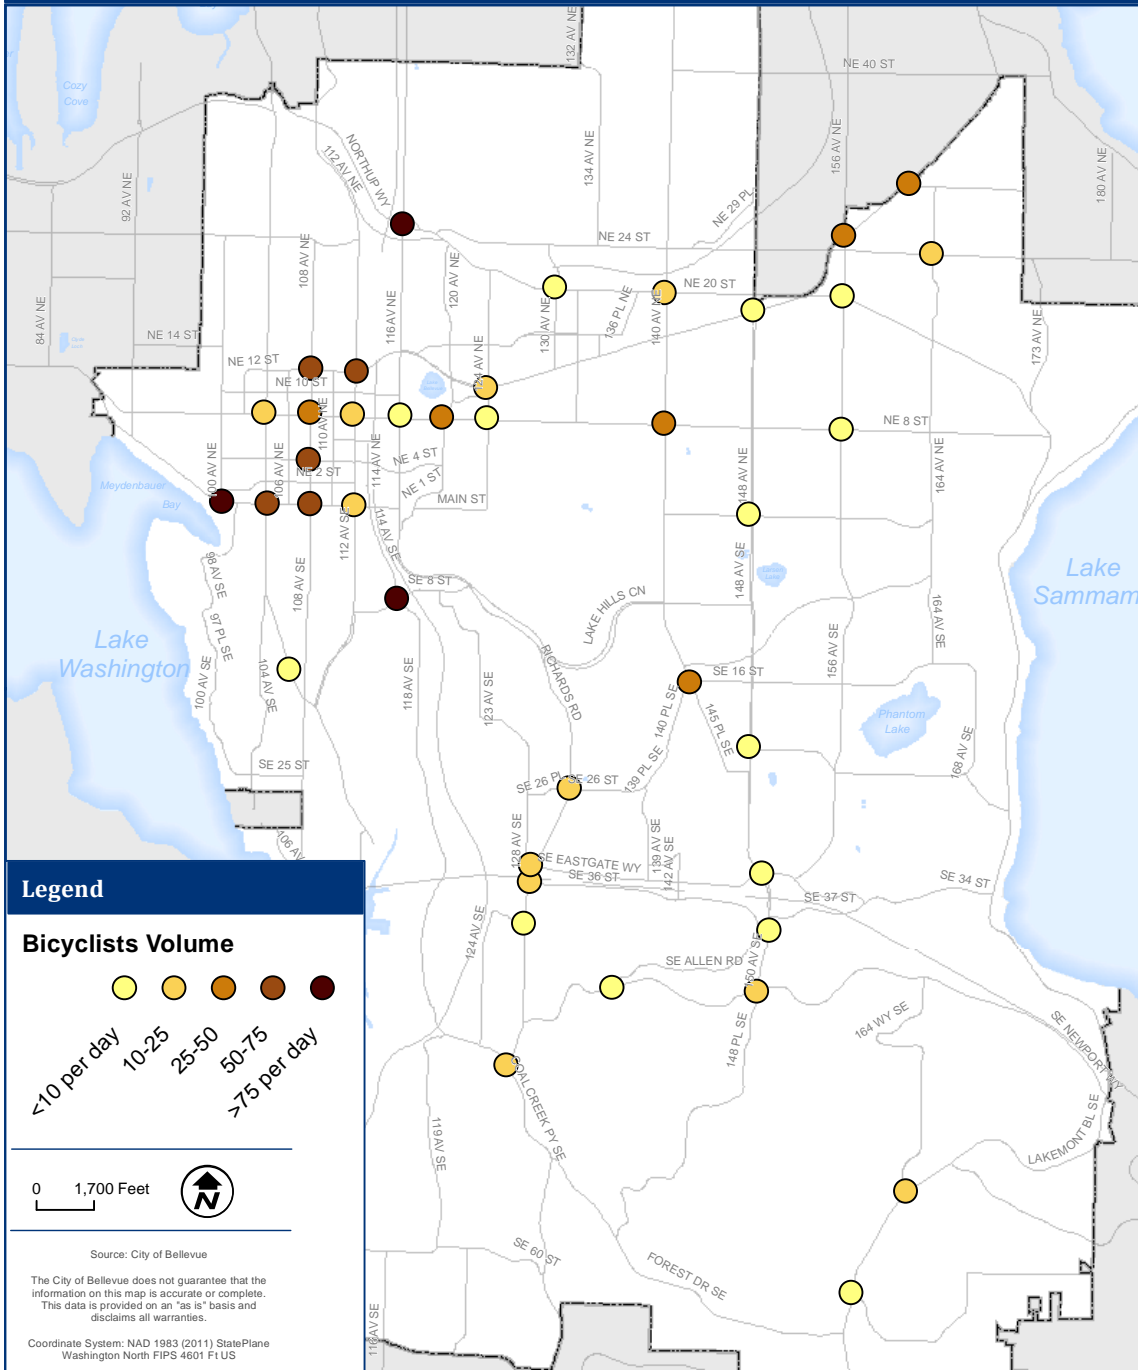 132 AV NE
NE 40 ST
Cozy
Cove
156 AV NE
NORTHUP WY
112 AV NE
134 AV NE
180 AV NE
92 AV NE
NE 29 PL
NE 24 ST
108 AV NE
120 AV NE
NE 20 ST
116 AV NE
130 AV NE
136 PL NE
140 AV NE
84 AV NE
NE 14 ST
173 AV NE
NE 12 ST
124 AV NE
NE 10 ST
110 AV NE
NE 8 ST
114 AV NE
NE 4 ST
100 AV NE
106 AV NE
NE 2 ST
148 AV NE
164 AV NE
Meydenbauer
Bay
NE 1 ST
MAIN ST
112 AV SE
114 AV SE
98 AV SE
108 AV SE
SE 8 ST
148 AV SE
Lake
Sammam
LAKE HILLS CN
97 PL SE
164 AV SE
156 AV SE
Lake
Washington
100 AV SE
104 AV SE
118 AV SE
123 AV SE
RICHARDS RD
SE 16 ST
140 PL SE
145 PL SE
Phantom
Lake
168 AV SE
SE 25 ST
SE 26 PL
SE 26 ST
139 PL SE
106 AV
128 AV SE
139 AV SE
142 AV SE
SE EASTGATE WY
SE 36 ST
SE 34 ST
SE 37 ST
124 AV SE
SE ALLEN RD
150 AV SE
164 WY SE
148 PL SE
SE NEWPORT WY
COAL CREEK PY SE
119 AV SE
LAKEMONT BL SE
SE 60 ST
FOREST DR SE
116 AV SE
Legend
Bicyclists Volume
<10 per day
10-25
25-50
50-75
>75 per day
0 1,700 Feet
N
Source: City of Bellevue
The City of Bellevue does not guarantee that the
information on this map is accurate or complete.
This data is provided on an "as is" basis and
disclaims all warranties.
Coordinate System: NAD 1983 (2011) StatePlane
Washington North FIPS 4601 Ft US